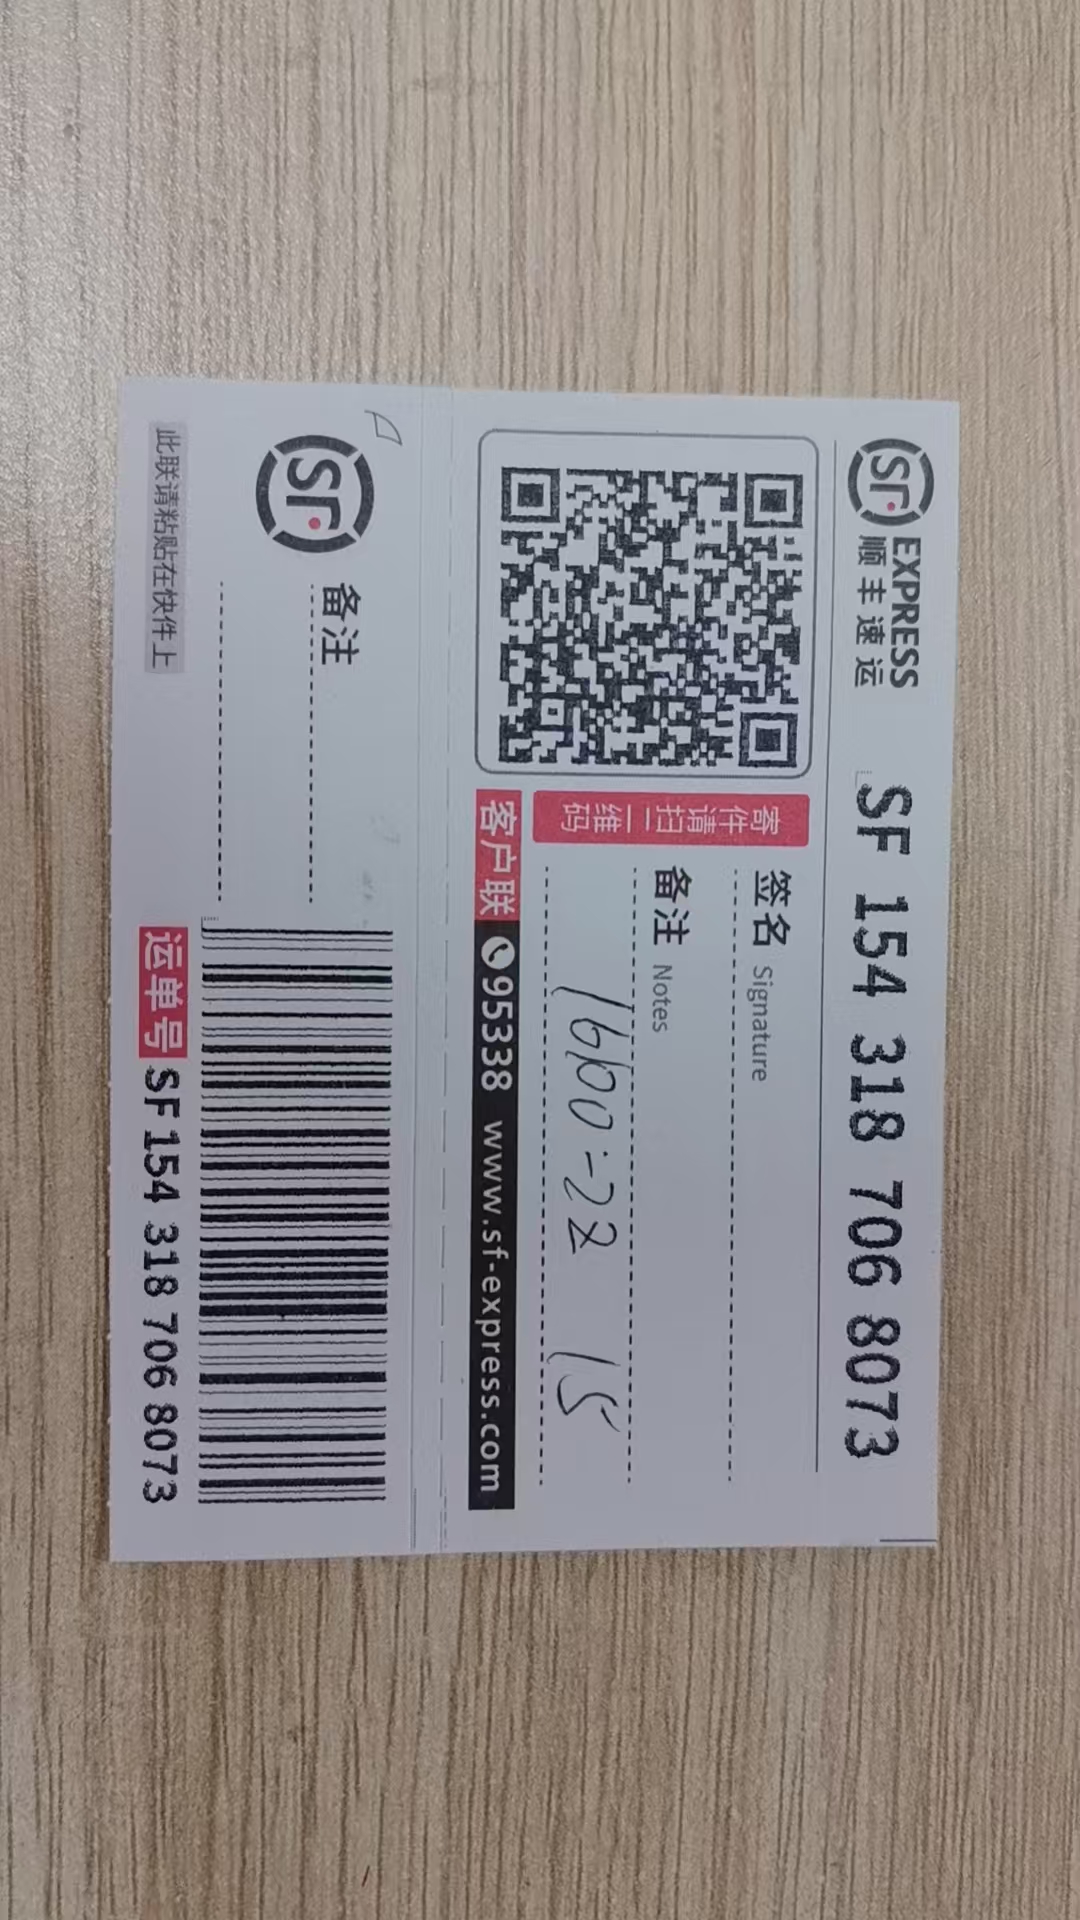 SF EXPRESS
顺丰速运
SF 154 318 706 8073
签名 Signature
备注 Notes
1660-22 15
寄件请扫二维码
客户联 95338 www.sf-express.com
SF
备注
此联请粘贴在快件上
运单号 SF 154 318 706 8073